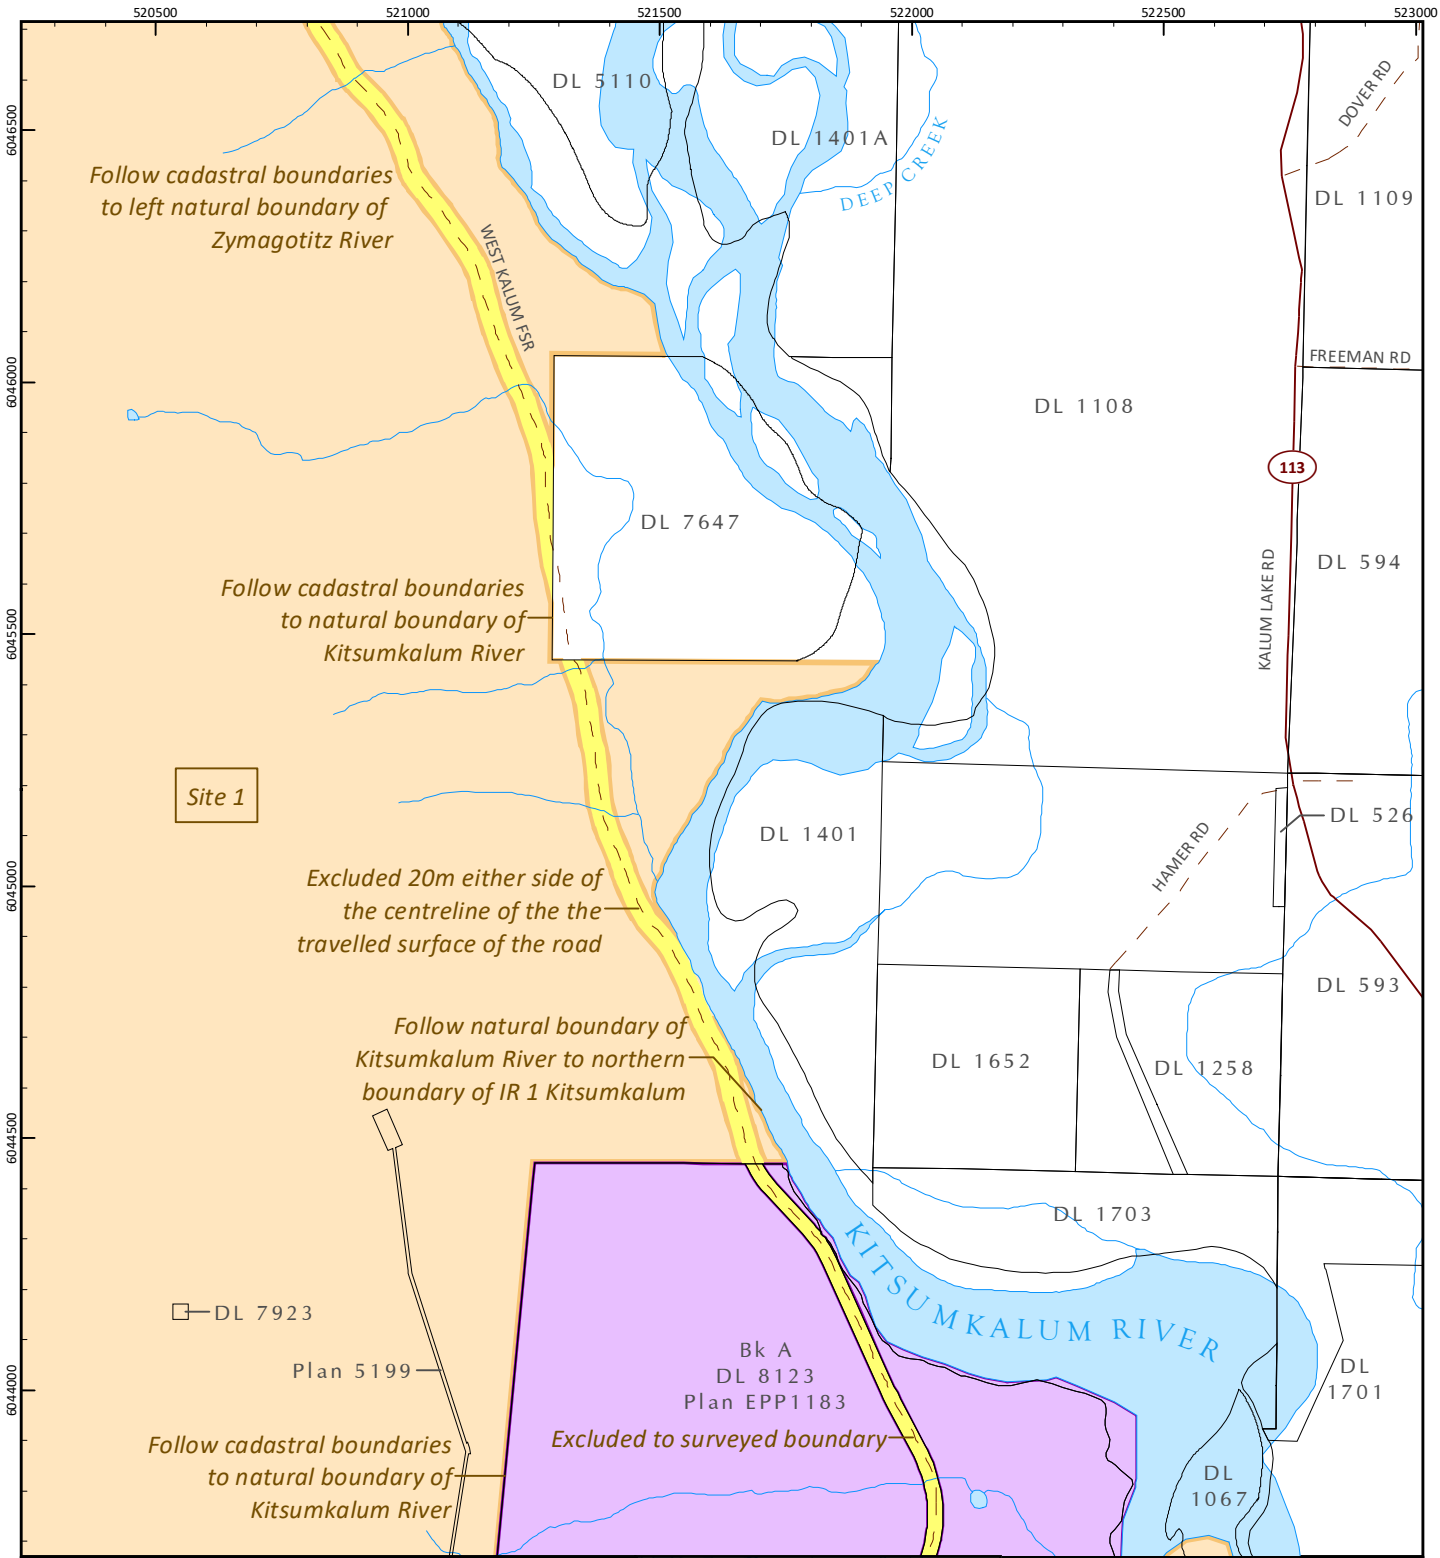 520500
521000
521500
522000
522500
523000
6046500
6046000
6045500
6045000
6044500
6044000
DL 5110
DL 1401A
DEEP CREEK
DOVER RD
DL 1109
Follow cadastral boundaries
to left natural boundary of
Zymagotitz River
WEST KALUM FSR
FREEMAN RD
DL 1108
113
DL 7647
DL 594
KALUM LAKE RD
Follow cadastral boundaries
to natural boundary of
Kitsumkalum River
Site 1
DL 1401
DL 526
HAMER RD
Excluded 20m either side of
the centreline of the the
travelled surface of the road
DL 593
Follow natural boundary of
Kitsumkalum River to northern
boundary of IR 1 Kitsumkalum
DL 1652
DL 1258
DL 1703
KITSUMKALUM RIVER
DL 7923
Plan 5199
Bk A
DL 8123
Plan EPP1183
DL
1701
Excluded to surveyed boundary
Follow cadastral boundaries
to natural boundary of
Kitsumkalum River
DL
1067